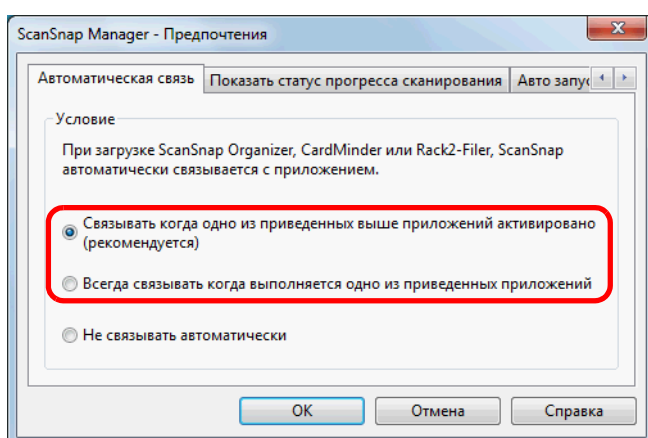 ScanSnap Manager - Предпочтения
Автоматическая связь Показать статус прогресса сканирования Авто
Условие
При загрузке ScanSnap Organizer, CardMinder или Rack2-Filer, ScanSnap
автоматически связывается с приложением.
Связывать когда одно из приведенных выше приложений активировано
(рекомендуется)
Всегда связывать когда выполняется одно из приведенных приложений
Не связывать автоматически
OK Отмена Справка